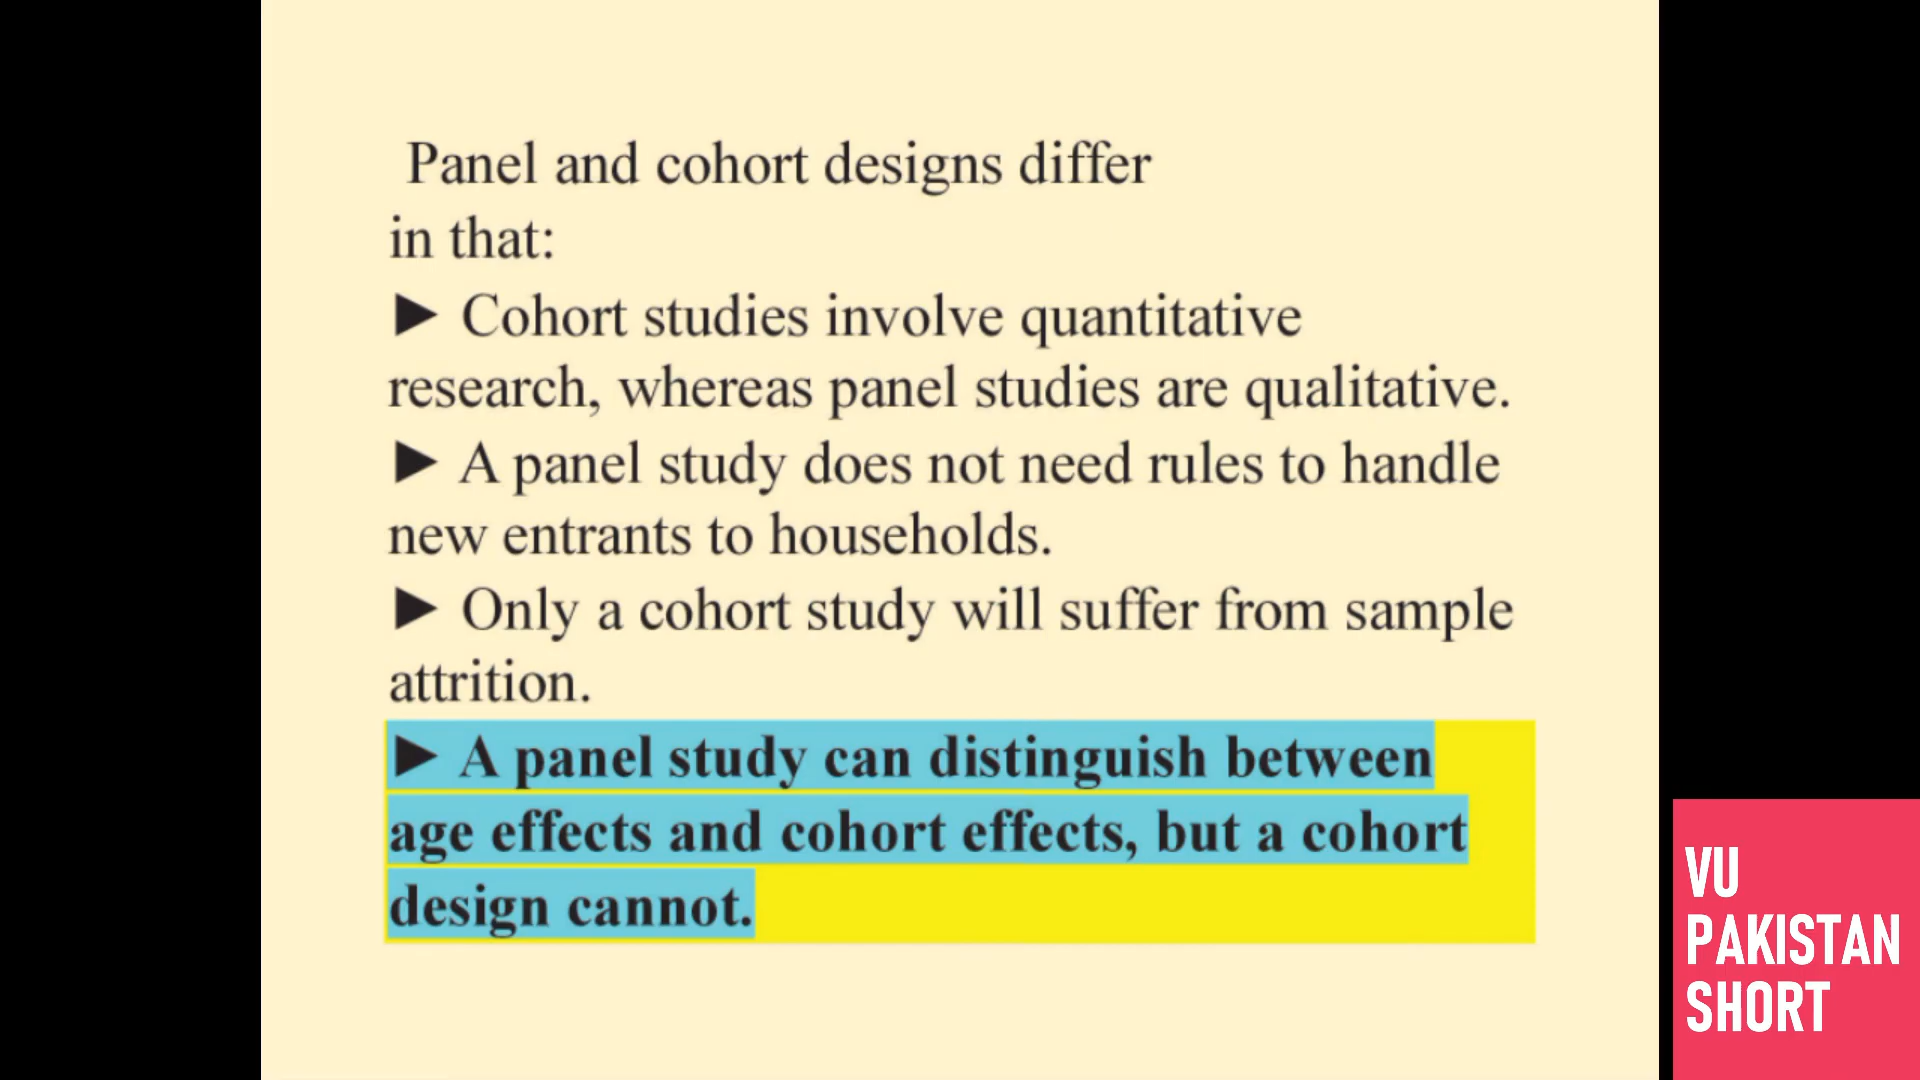 Panel and cohort designs differ
in that:
► Cohort studies involve quantitative
research, whereas panel studies are qualitative.
► A panel study does not need rules to handle
new entrants to households.
► Only a cohort study will suffer from sample
attrition.
► A panel study can distinguish between
age effects and cohort effects, but a cohort
design cannot.
VU
PAKISTAN
SHORT